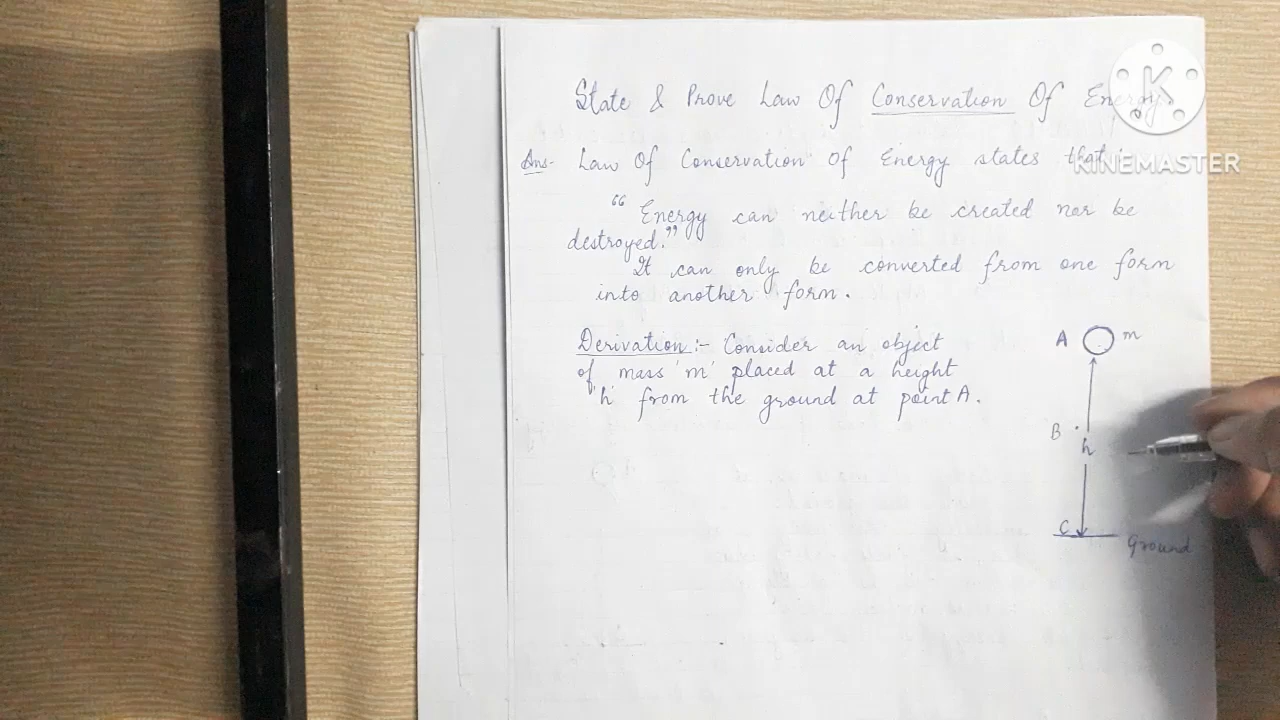 State & Prove Law Of Conservation Of Energy
Ans- Law Of Conservation Of Energy states that :
“ Energy can neither be created nor be
destroyed.”
It can only be converted from one form
into another form.
Derivation :- Consider an object
of mass 'm' placed at a height
'h' from the ground at point A.
A m
B
h
C
Ground
K
KINEMASTER